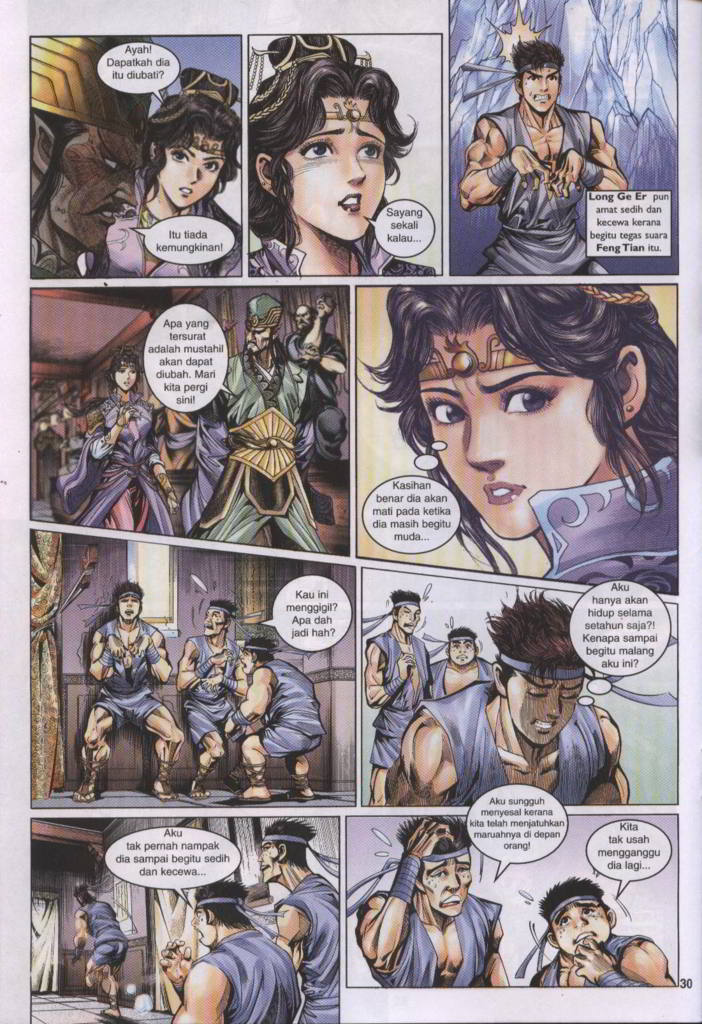 Ayah!
Dapatkah dia
itu diubati?
Itu tiada
kemungkinan!
Sayang
sekali
kalau...
Long Ge Er pun
amat sedih dan
kecewa kerana
begitu tegas suara
Feng Tian itu.
Apa yang
tersurat
adalah mustahil
akan dapat
diubah. Mari
kita pergi
sini!
Kasihan
benar dia akan
mati pada ketika
dia masih begitu
muda...
Kau ini
menggigil?
Apa dah
jadi hah?
Aku
hanya akan
hidup selama
setahun saja?!
Kenapa sampai
begitu malang
aku ini?
Aku
tak pernah nampak
dia sampai begitu sedih
dan kecewa...
Aku sungguh
menyesal kerana
kita telah menjatuhkan
maruahnya di depan
orang!
Kita
tak usah
mengganggu
dia lagi...
30